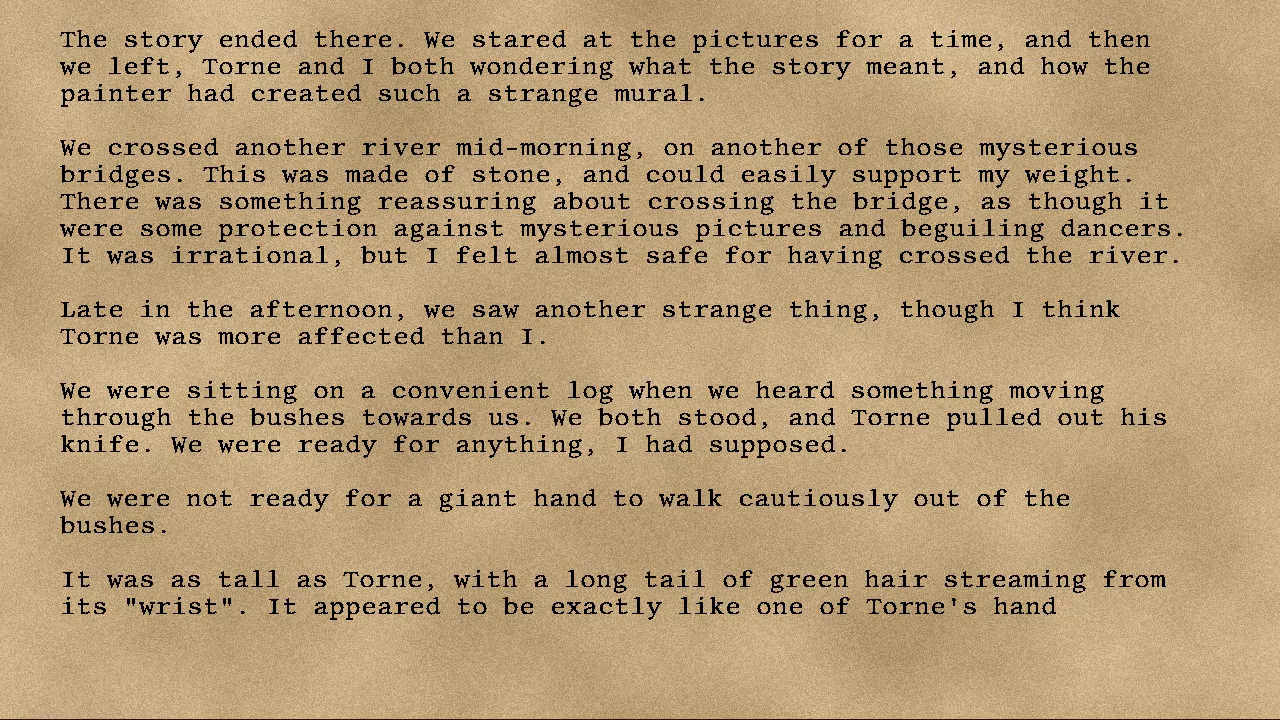 The story ended there. We stared at the pictures for a time, and then
we left, Torne and I both wondering what the story meant, and how the
painter had created such a strange mural.
We crossed another river mid-morning, on another of those mysterious
bridges. This was made of stone, and could easily support my weight.
There was something reassuring about crossing the bridge, as though it
were some protection against mysterious pictures and beguiling dancers.
It was irrational, but I felt almost safe for having crossed the river.
Late in the afternoon, we saw another strange thing, though I think
Torne was more affected than I.
We were sitting on a convenient log when we heard something moving
through the bushes towards us. We both stood, and Torne pulled out his
knife. We were ready for anything, I had supposed.
We were not ready for a giant hand to walk cautiously out of the
bushes.
It was as tall as Torne, with a long tail of green hair streaming from
its "wrist". It appeared to be exactly like one of Torne's hand